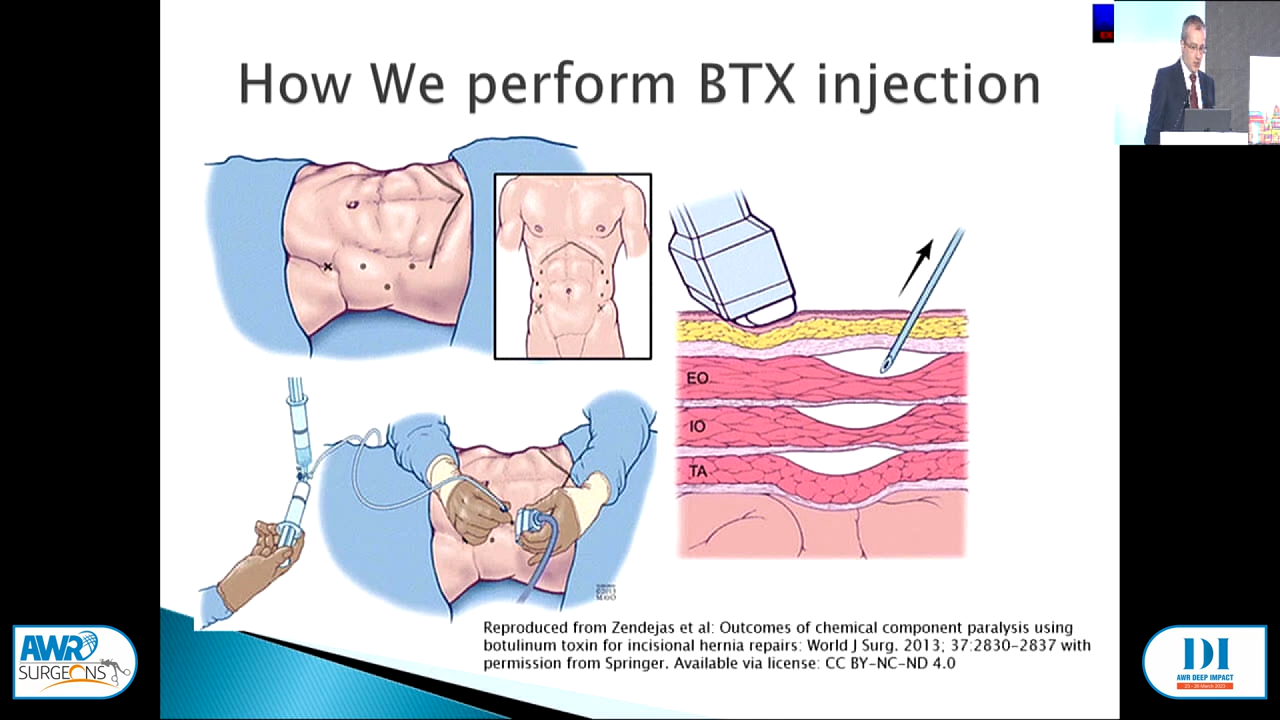 How We perform BTX injection
EO
IO
TA
Reproduced from Zendejas et al: Outcomes of chemical component paralysis using
botulinum toxin for incisional hernia repairs: World J Surg. 2013; 37:2830-2837 with
permission from Springer. Available via license: CC BY-NC-ND 4.0
AWR
SURGEONS
DI
AWR DEEP IMPACT